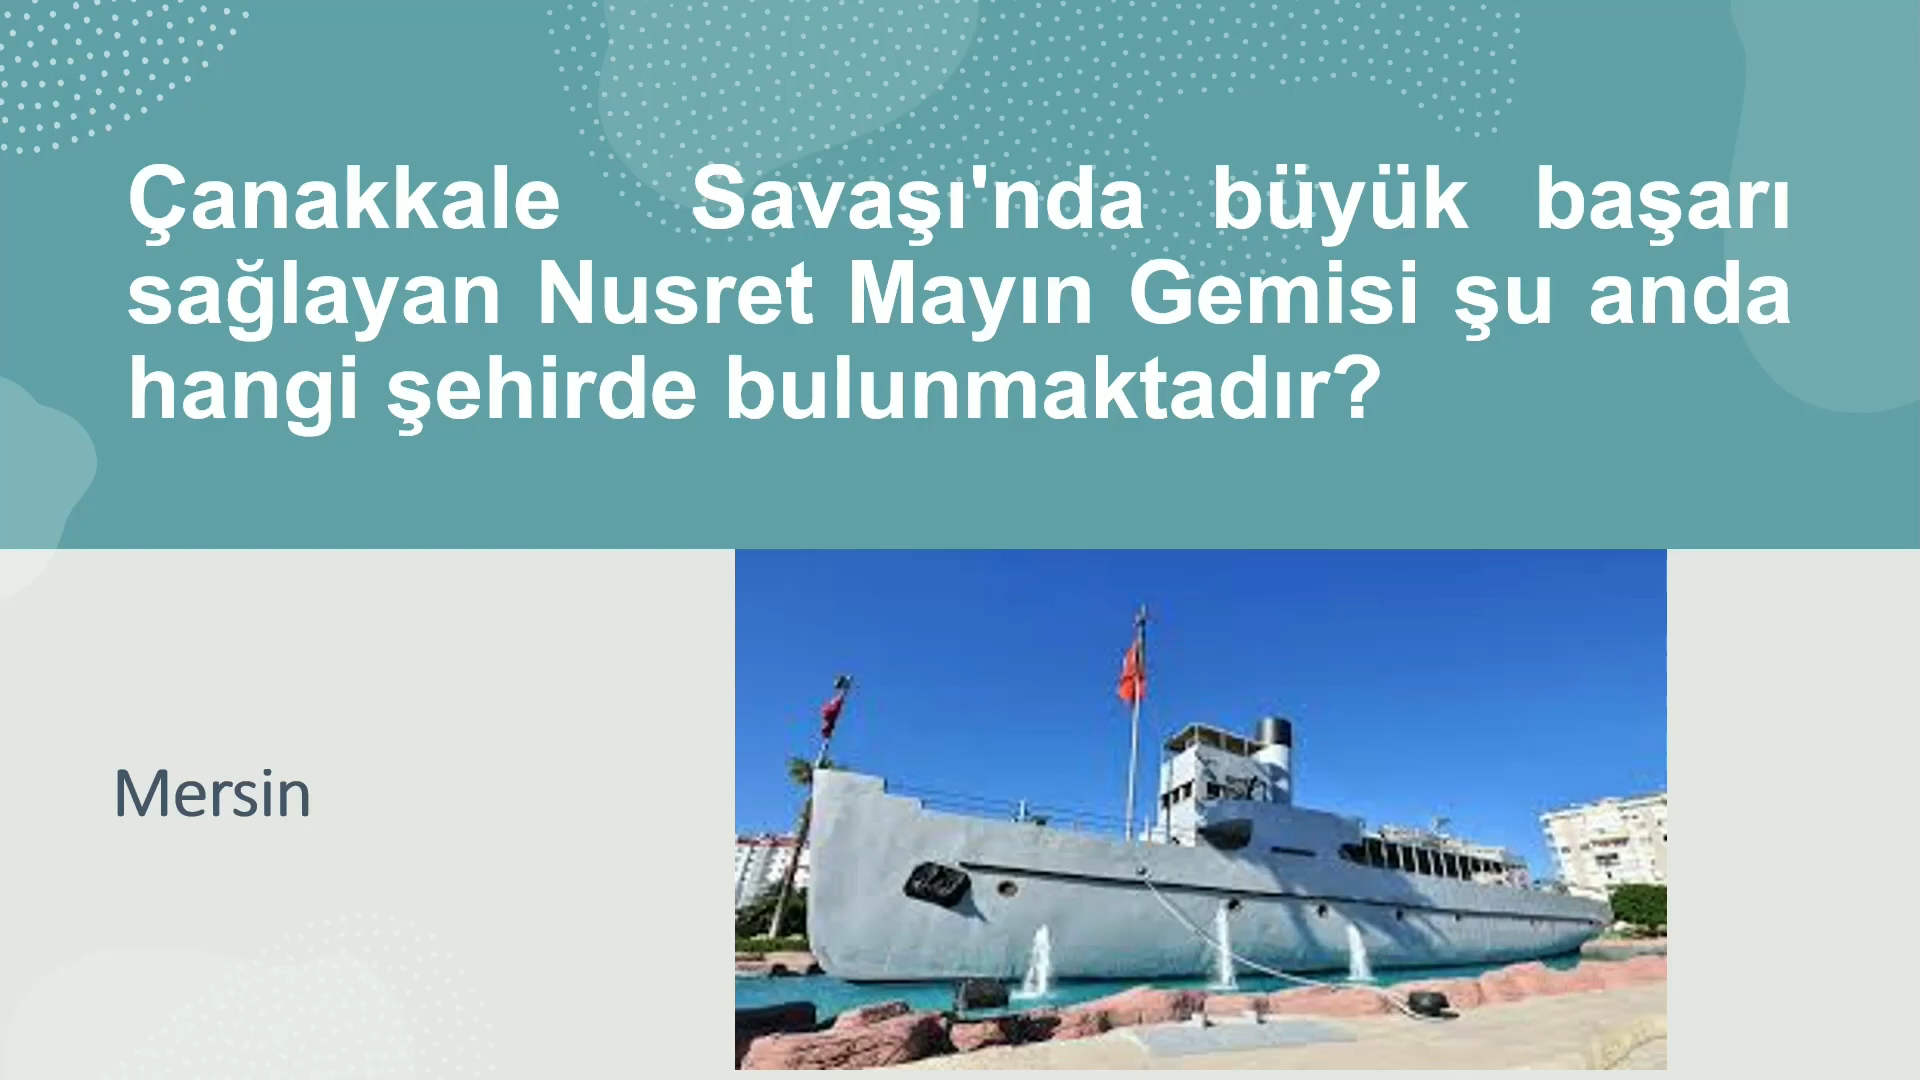 Çanakkale Savaşı'nda büyük başarı
sağlayan Nusret Mayın Gemisi şu anda
hangi şehirde bulunmaktadır?
Mersin